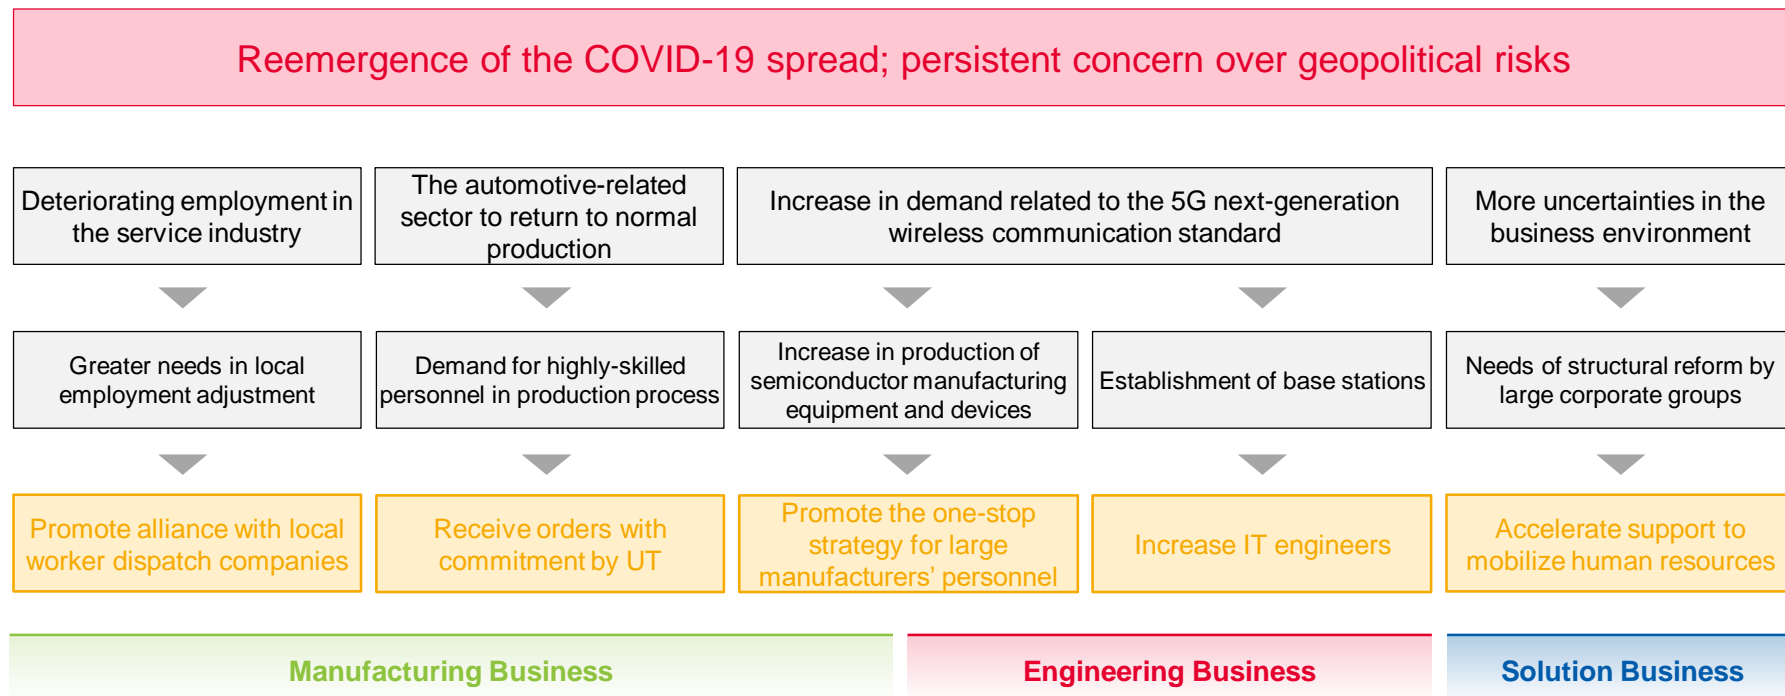 Reemergence of the COVID-19 spread; persistent concern over geopolitical risks
Deteriorating employment in
the service industry
The automotive-related
sector to return to normal
production
Increase in demand related to the 5G next-generation
wireless communication standard
More uncertainties in the
business environment
Greater needs in local
employment adjustment
Demand for highly-skilled
personnel in production process
Increase in production of
semiconductor manufacturing
equipment and devices
Establishment of base stations
Needs of structural reform by
large corporate groups
Promote alliance with local
worker dispatch companies
Receive orders with
commitment by UT
Promote the one-stop
strategy for large
manufacturers’ personnel
Increase IT engineers
Accelerate support to
mobilize human resources
Manufacturing Business
Engineering Business
Solution Business